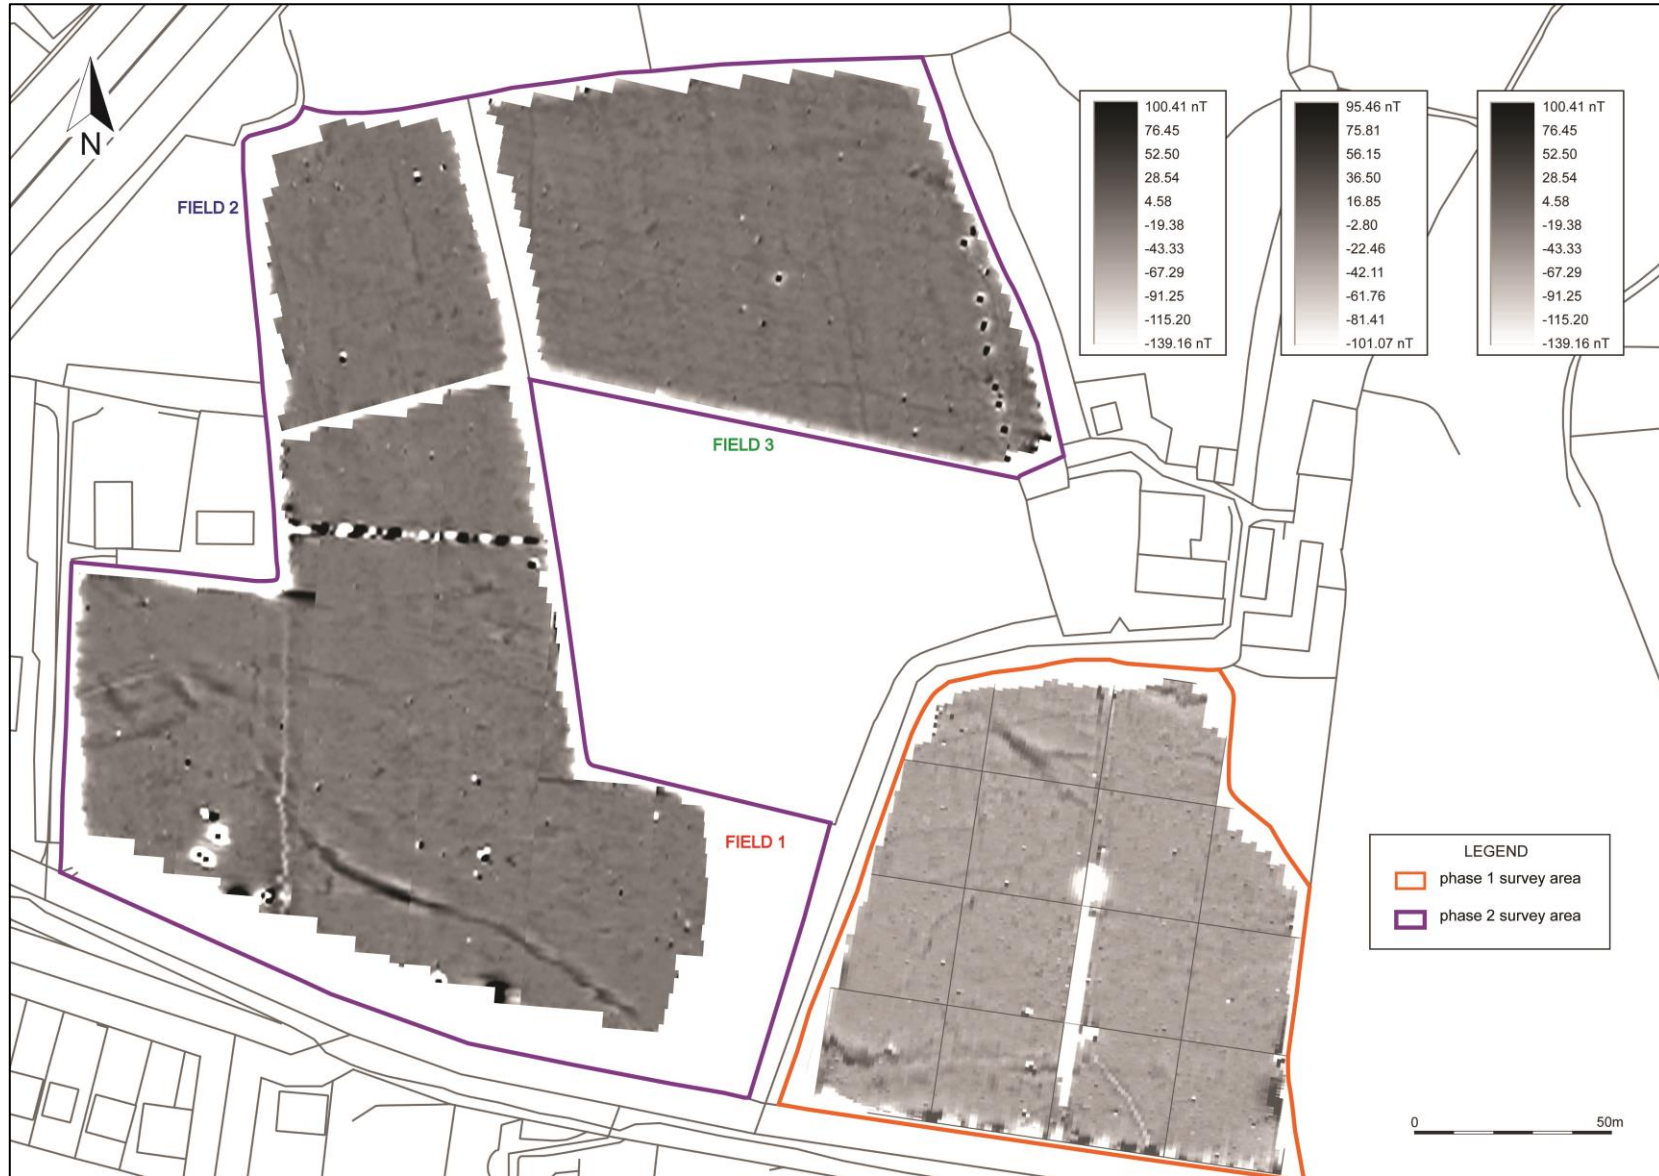 N
FIELD 2
FIELD 3
FIELD 1
100.41 nT
76.45
52.50
28.54
4.58
-19.38
-43.33
-67.29
-91.25
-115.20
-139.16 nT
95.46 nT
75.81
56.15
36.50
16.85
-2.80
-22.46
-42.11
-61.76
-81.41
-101.07 nT
100.41 nT
76.45
52.50
28.54
4.58
-19.38
-43.33
-67.29
-91.25
-115.20
-139.16 nT
LEGEND
phase 1 survey area
phase 2 survey area
0 50m